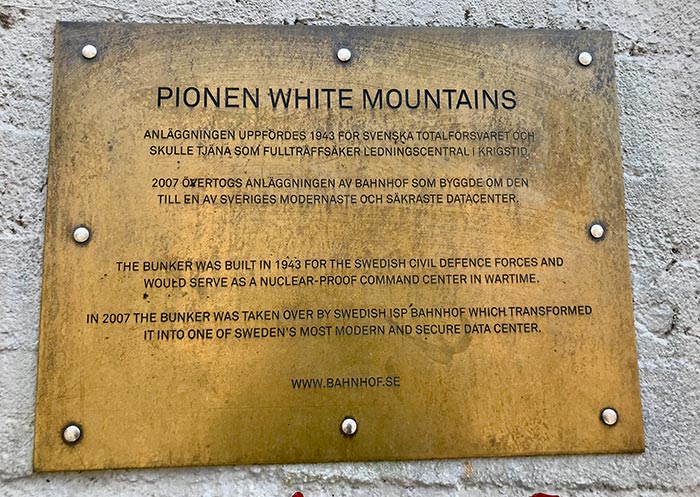 PIONEN WHITE MOUNTAINS
ANLÄGGNINGEN UPPFÖRDES 1943 FÖR SVENSKA TOTALFÖRSVARET OCH
SKULLE TJÄNA SOM FULLTRÄFFSÄKER LEDNINGSCENTRAL I KRIGSTID.
2007 ÖVERTOGS ANLÄGGNINGEN AV BAHNHOF SOM BYGGDE OM DEN
TILL EN AV SVERIGES MODERNASTE OCH SÄKRASTE DATACENTER.
THE BUNKER WAS BUILT IN 1943 FOR THE SWEDISH CIVIL DEFENCE FORCES AND
WOULD SERVE AS A NUCLEAR-PROOF COMMAND CENTER IN WARTIME.
IN 2007 THE BUNKER WAS TAKEN OVER BY SWEDISH ISP BAHNHOF WHICH TRANSFORMED
IT INTO ONE OF SWEDEN'S MOST MODERN AND SECURE DATA CENTER.
WWW.BAHNHOF.SE